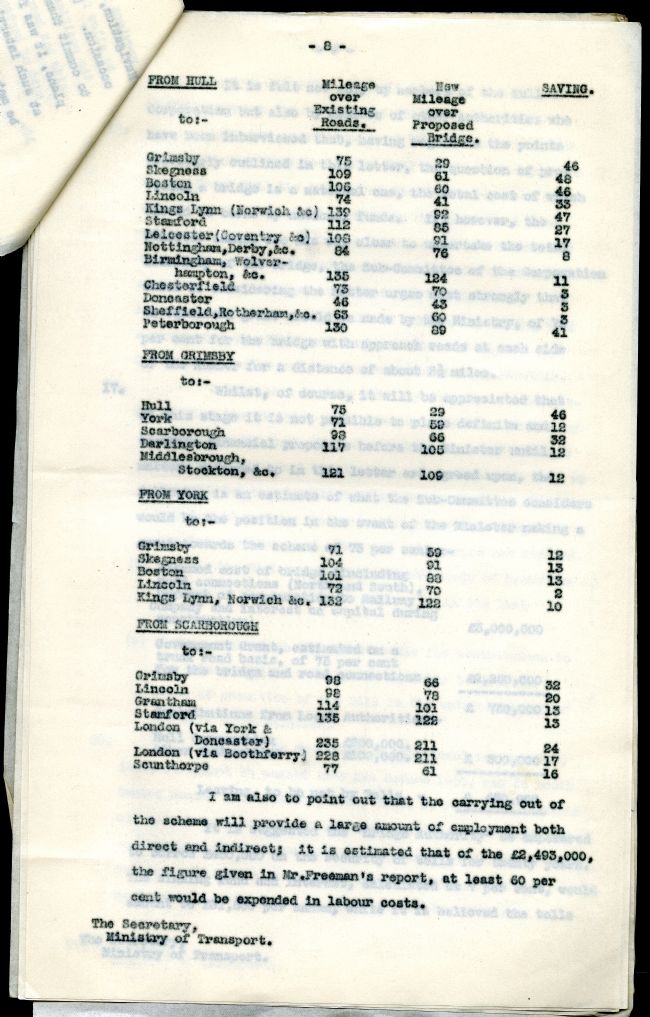 - 8 -
FROM HULL Mileage New SAVING.
over Mileage
Existing over
to:- Roads. Proposed
Bridge.
Grimsby 75 29 46
Skegness 109 61 48
Boston 106 60 46
Lincoln 74 41 33
Kings Lynn (Norwich &c) 139 92 47
Stamford 112 85 27
Leicester(Coventry &c) 108 91 17
Nottingham,Derby,&c. 84 76 8
Birmingham, Wolver-
hampton, &c. 135 124 11
Chesterfield 73 70 3
Doncaster 46 43 3
Sheffield,Rotherham,&c. 63 60 3
Peterborough 130 89 41
FROM GRIMSBY
to:-
Hull 75 29 46
York 71 59 12
Scarborough 98 66 32
Darlington 117 105 12
Middlesbrough,
Stockton, &c. 121 109 12
FROM YORK
to:-
Grimsby 71 59 12
Skegness 104 91 13
Boston 101 88 13
Lincoln 72 70 2
Kings Lynn, Norwich &c. 132 122 10
FROM SCARBOROUGH
to:-
Grimsby 98 66 32
Lincoln 98 78 20
Grantham 114 101 13
Stamford 135 122 13
London (via York &
Doncaster) 235 211 24
London (via Boothferry) 228 211 17
Scunthorpe 77 61 16
I am also to point out that the carrying out of
the scheme will provide a large amount of employment both
direct and indirect; it is estimated that of the £2,493,000,
the figure given in Mr.Freeman's report, at least 60 per
cent would be expended in labour costs.
The Secretary,
Ministry of Transport.